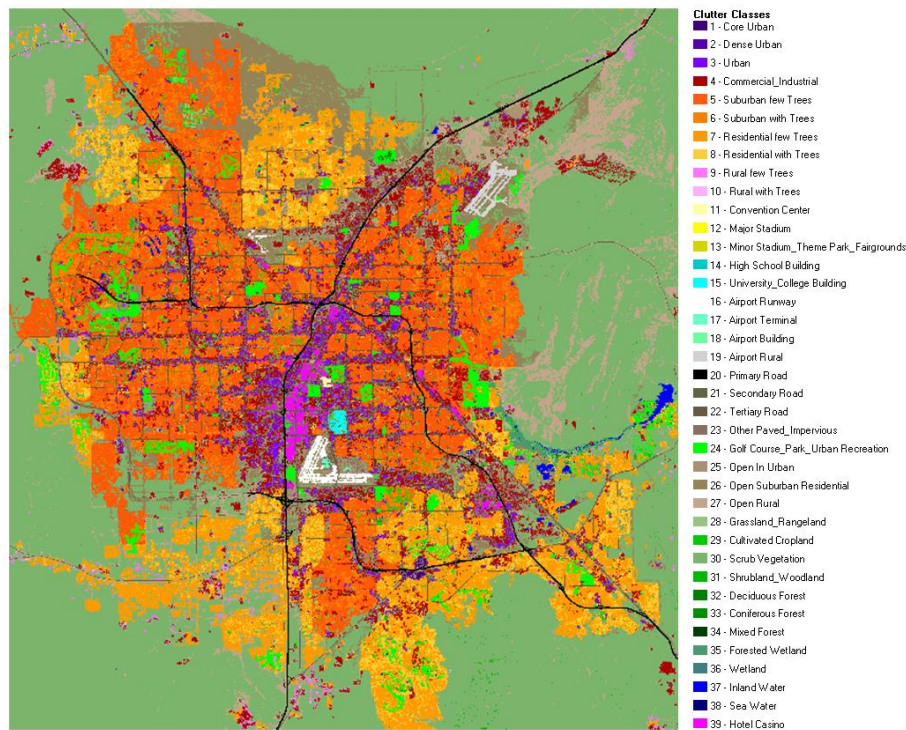 Clutter Classes
1 - Core Urban
2 - Dense Urban
3 - Urban
4 - Commercial_Industrial
5 - Suburban few Trees
6 - Suburban with Trees
7 - Residential few Trees
8 - Residential with Trees
9 - Rural few Trees
10 - Rural with Trees
11 - Convention Center
12 - Major Stadium
13 - Minor Stadium_Theme Park_Fairgrounds
14 - High School Building
15 - University_College Building
16 - Airport Runway
17 - Airport Terminal
18 - Airport Building
19 - Airport Rural
20 - Primary Road
21 - Secondary Road
22 - Tertiary Road
23 - Other Paved_Impervious
24 - Golf Course_Park_Urban Recreation
25 - Open In Urban
26 - Open Suburban Residential
27 - Open Rural
28 - Grassland_Rangeland
29 - Cultivated Cropland
30 - Scrub Vegetation
31 - Shrubland_Woodland
32 - Deciduous Forest
33 - Coniferous Forest
34 - Mixed Forest
35 - Forested Wetland
36 - Wetland
37 - Inland Water
38 - Sea Water
39 - Hotel Casino